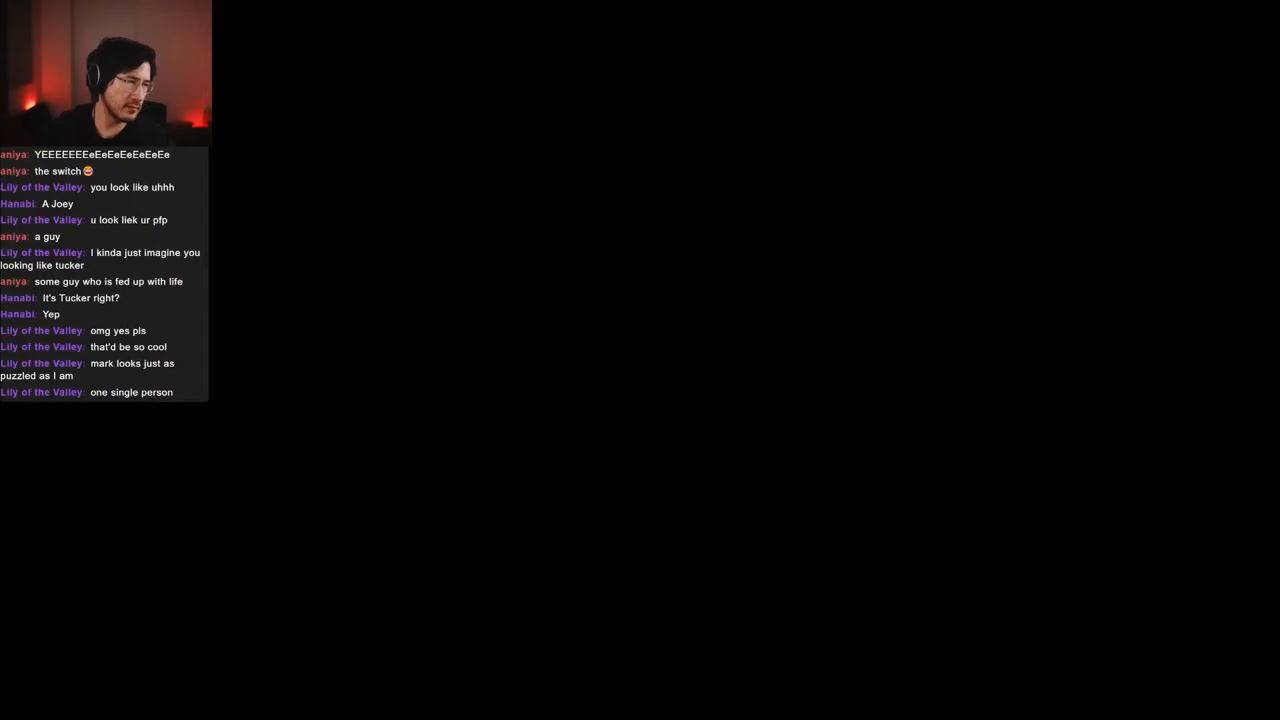 aniya: YEEEEEEEeEeEeEeEeEeEe
aniya: the switch😂
Lily of the Valley: you look like uhhh
Hanabi: A Joey
Lily of the Valley: u look liek ur pfp
aniya: a guy
Lily of the Valley: I kinda just imagine you
looking like tucker
aniya: some guy who is fed up with life
Hanabi: It's Tucker right?
Hanabi: Yep
Lily of the Valley: omg yes pls
Lily of the Valley: that'd be so cool
Lily of the Valley: mark looks just as
puzzled as I am
Lily of the Valley: one single person